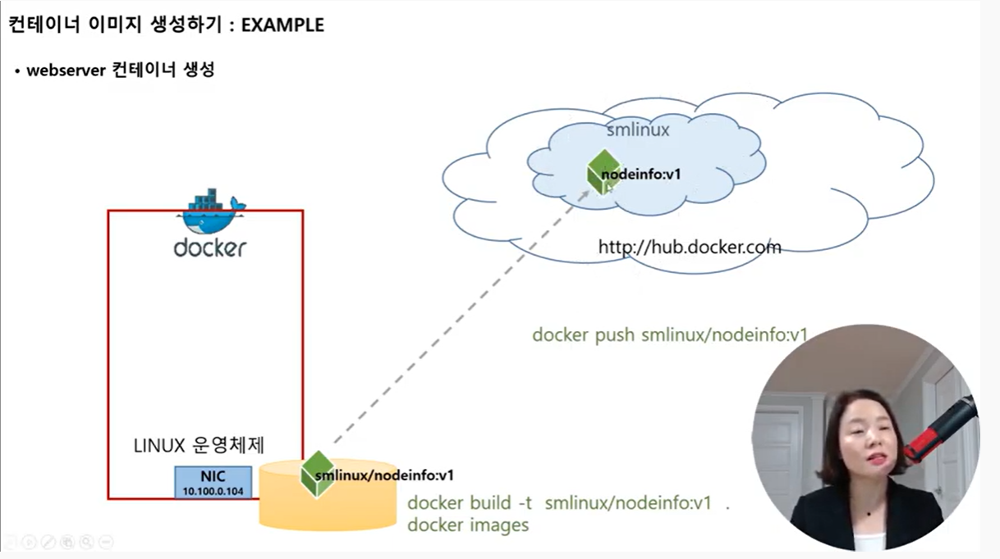 컨테이너 이미지 생성하기 : EXAMPLE
• webserver 컨테이너 생성
smlinux
nodeinfo:v1
docker
http://hub.docker.com
docker push smlinux/nodeinfo:v1
LINUX 운영체제
NIC
10.100.0.104
smlinux/nodeinfo:v1
docker build -t smlinux/nodeinfo:v1 .
docker images